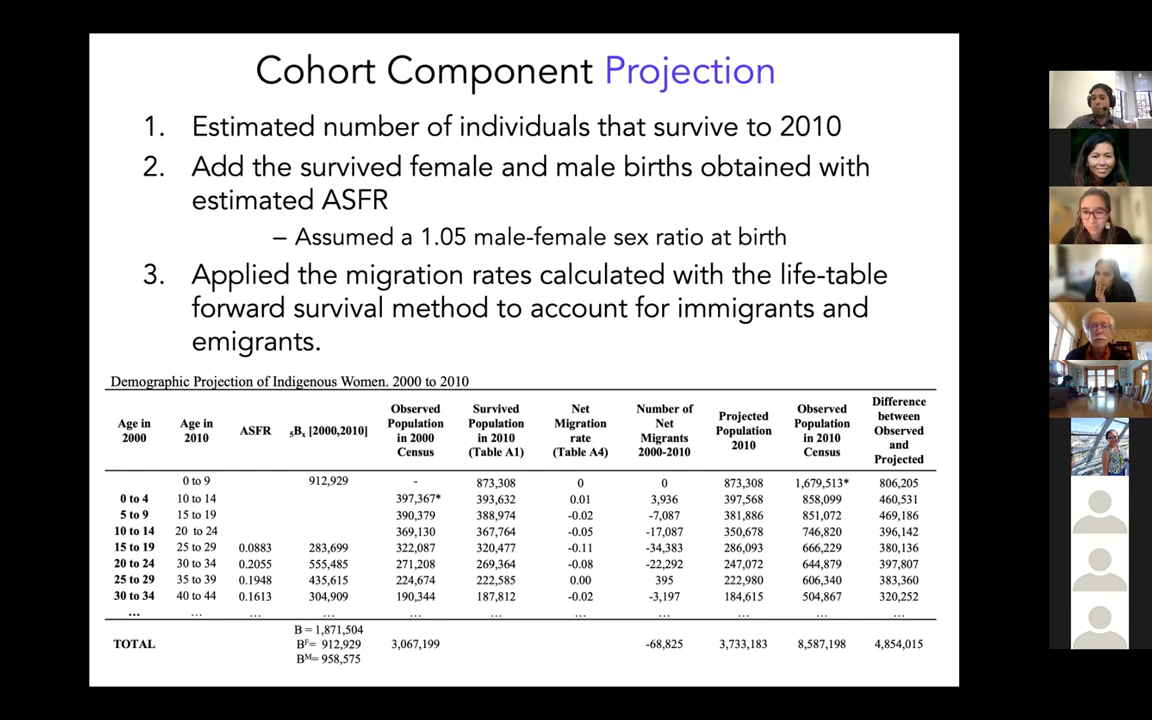 Cohort Component Projection
1. Estimated number of individuals that survive to 2010
2. Add the survived female and male births obtained with
estimated ASFR
– Assumed a 1.05 male-female sex ratio at birth
3. Applied the migration rates calculated with the life-table
forward survival method to account for immigrants and
emigrants.
Demographic Projection of Indigenous Women. 2000 to 2010
Age in 2000 | Age in 2010 | ASFR | ₅Bₓ [2000,2010] | Observed Population in 2000 Census | Survived Population in 2010 (Table A1) | Net Migration rate (Table A4) | Number of Net Migrants 2000-2010 | Projected Population 2010 | Observed Population in 2010 Census | Difference between Observed and Projected
0 to 9 912,929 - 873,308 0 0 873,308 1,679,513* 806,205
0 to 4 10 to 14 397,367* 393,632 0.01 3,936 397,568 858,099 460,531
5 to 9 15 to 19 390,379 388,974 -0.02 -7,087 381,886 851,072 469,186
10 to 14 20 to 24 369,130 367,764 -0.05 -17,087 350,678 746,820 396,142
15 to 19 25 to 29 0.0883 283,699 322,087 320,477 -0.11 -34,383 286,093 666,229 380,136
20 to 24 30 to 34 0.2055 555,485 271,208 269,364 -0.08 -22,292 247,072 644,879 397,807
25 to 29 35 to 39 0.1948 435,615 224,674 222,585 0.00 395 222,980 606,340 383,360
30 to 34 40 to 44 0.1613 304,909 190,344 187,812 -0.02 -3,197 184,615 504,867 320,252
... ... ... ... ... ... ... ... ... ... ...
B = 1,871,504
TOTAL Bᶠ= 912,929 3,067,199 -68,825 3,733,183 8,587,198 4,854,015
Bᴹ= 958,575